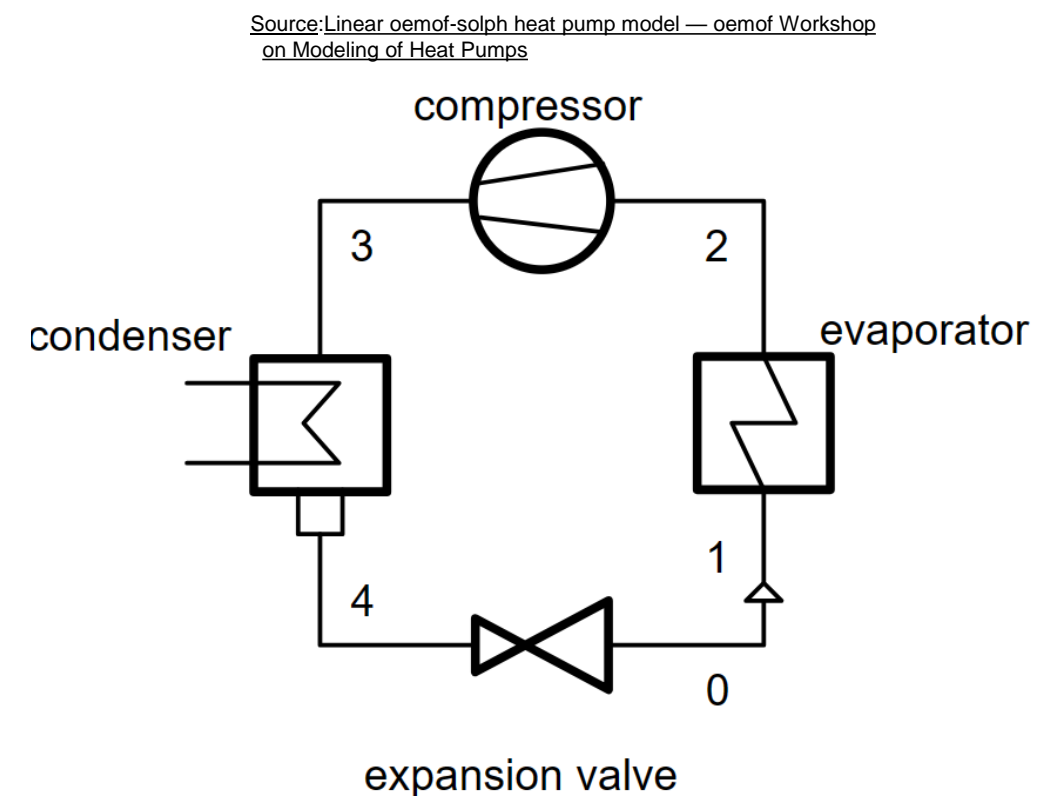 Source:Linear oemof-solph heat pump model — oemof Workshop
on Modeling of Heat Pumps
compressor
3
2
condenser
evaporator
1
4
0
expansion valve